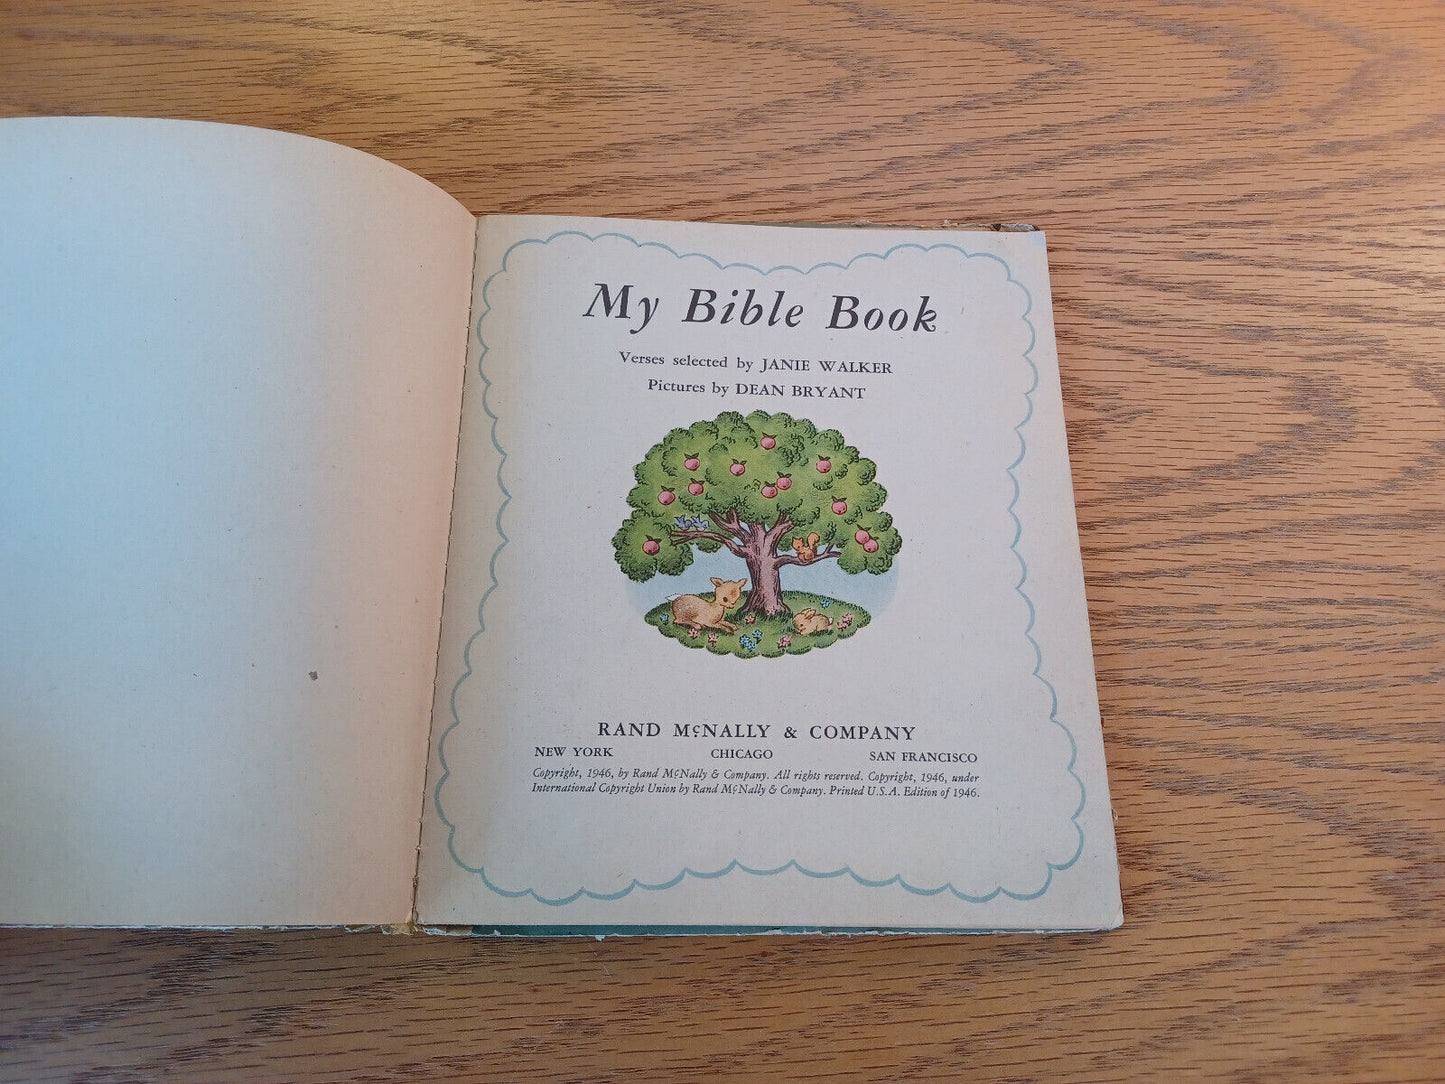 My Bible Book
Verses selected by JANIE WALKER
Pictures by DEAN BRYANT
RAND McNALLY & COMPANY
NEW YORK CHICAGO SAN FRANCISCO
Copyright, 1946, by Rand McNally & Company. All rights reserved. Copyright, 1946, under
International Copyright Union by Rand McNally & Company. Printed U.S.A. Edition of 1946.